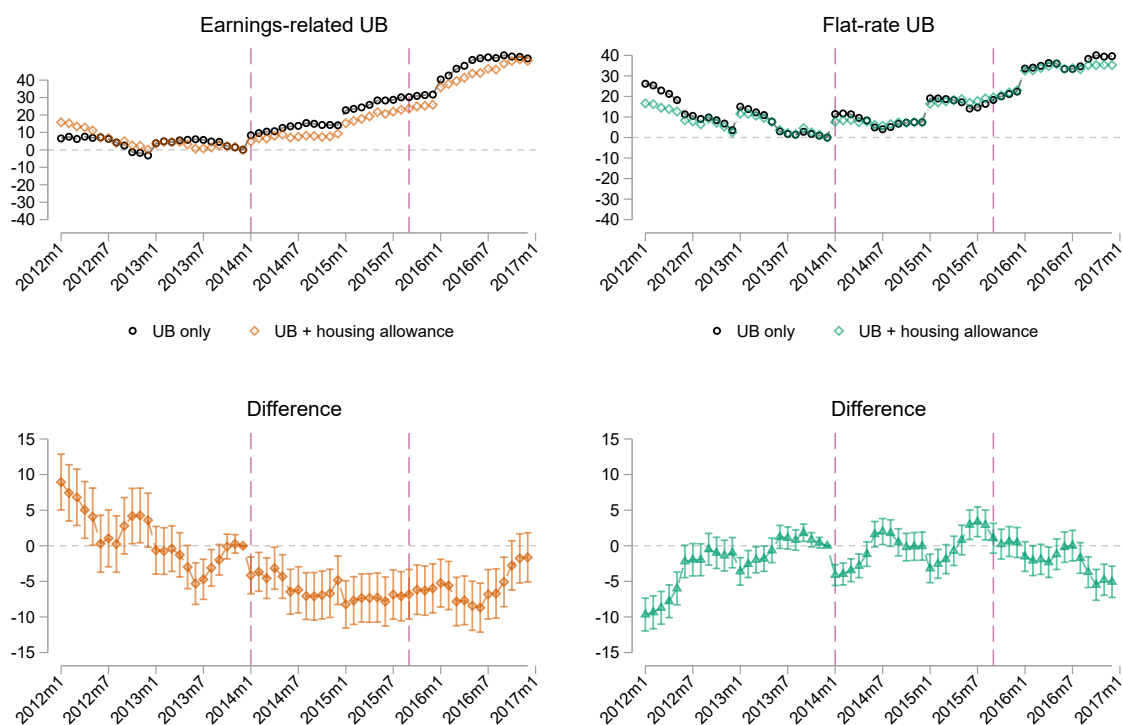 Earnings-related UB
40
30
20
10
0
-10
-20
-30
-40
2012m1
2012m7
2013m1
2013m7
2014m1
2014m7
2015m1
2015m7
2016m1
2016m7
2017m1
UB only
UB + housing allowance
Flat-rate UB
40
30
20
10
0
-10
-20
-30
-40
2012m1
2012m7
2013m1
2013m7
2014m1
2014m7
2015m1
2015m7
2016m1
2016m7
2017m1
UB only
UB + housing allowance
Difference
15
10
5
0
-5
-10
-15
2012m1
2012m7
2013m1
2013m7
2014m1
2014m7
2015m1
2015m7
2016m1
2016m7
2017m1
Difference
15
10
5
0
-5
-10
-15
2012m1
2012m7
2013m1
2013m7
2014m1
2014m7
2015m1
2015m7
2016m1
2016m7
2017m1